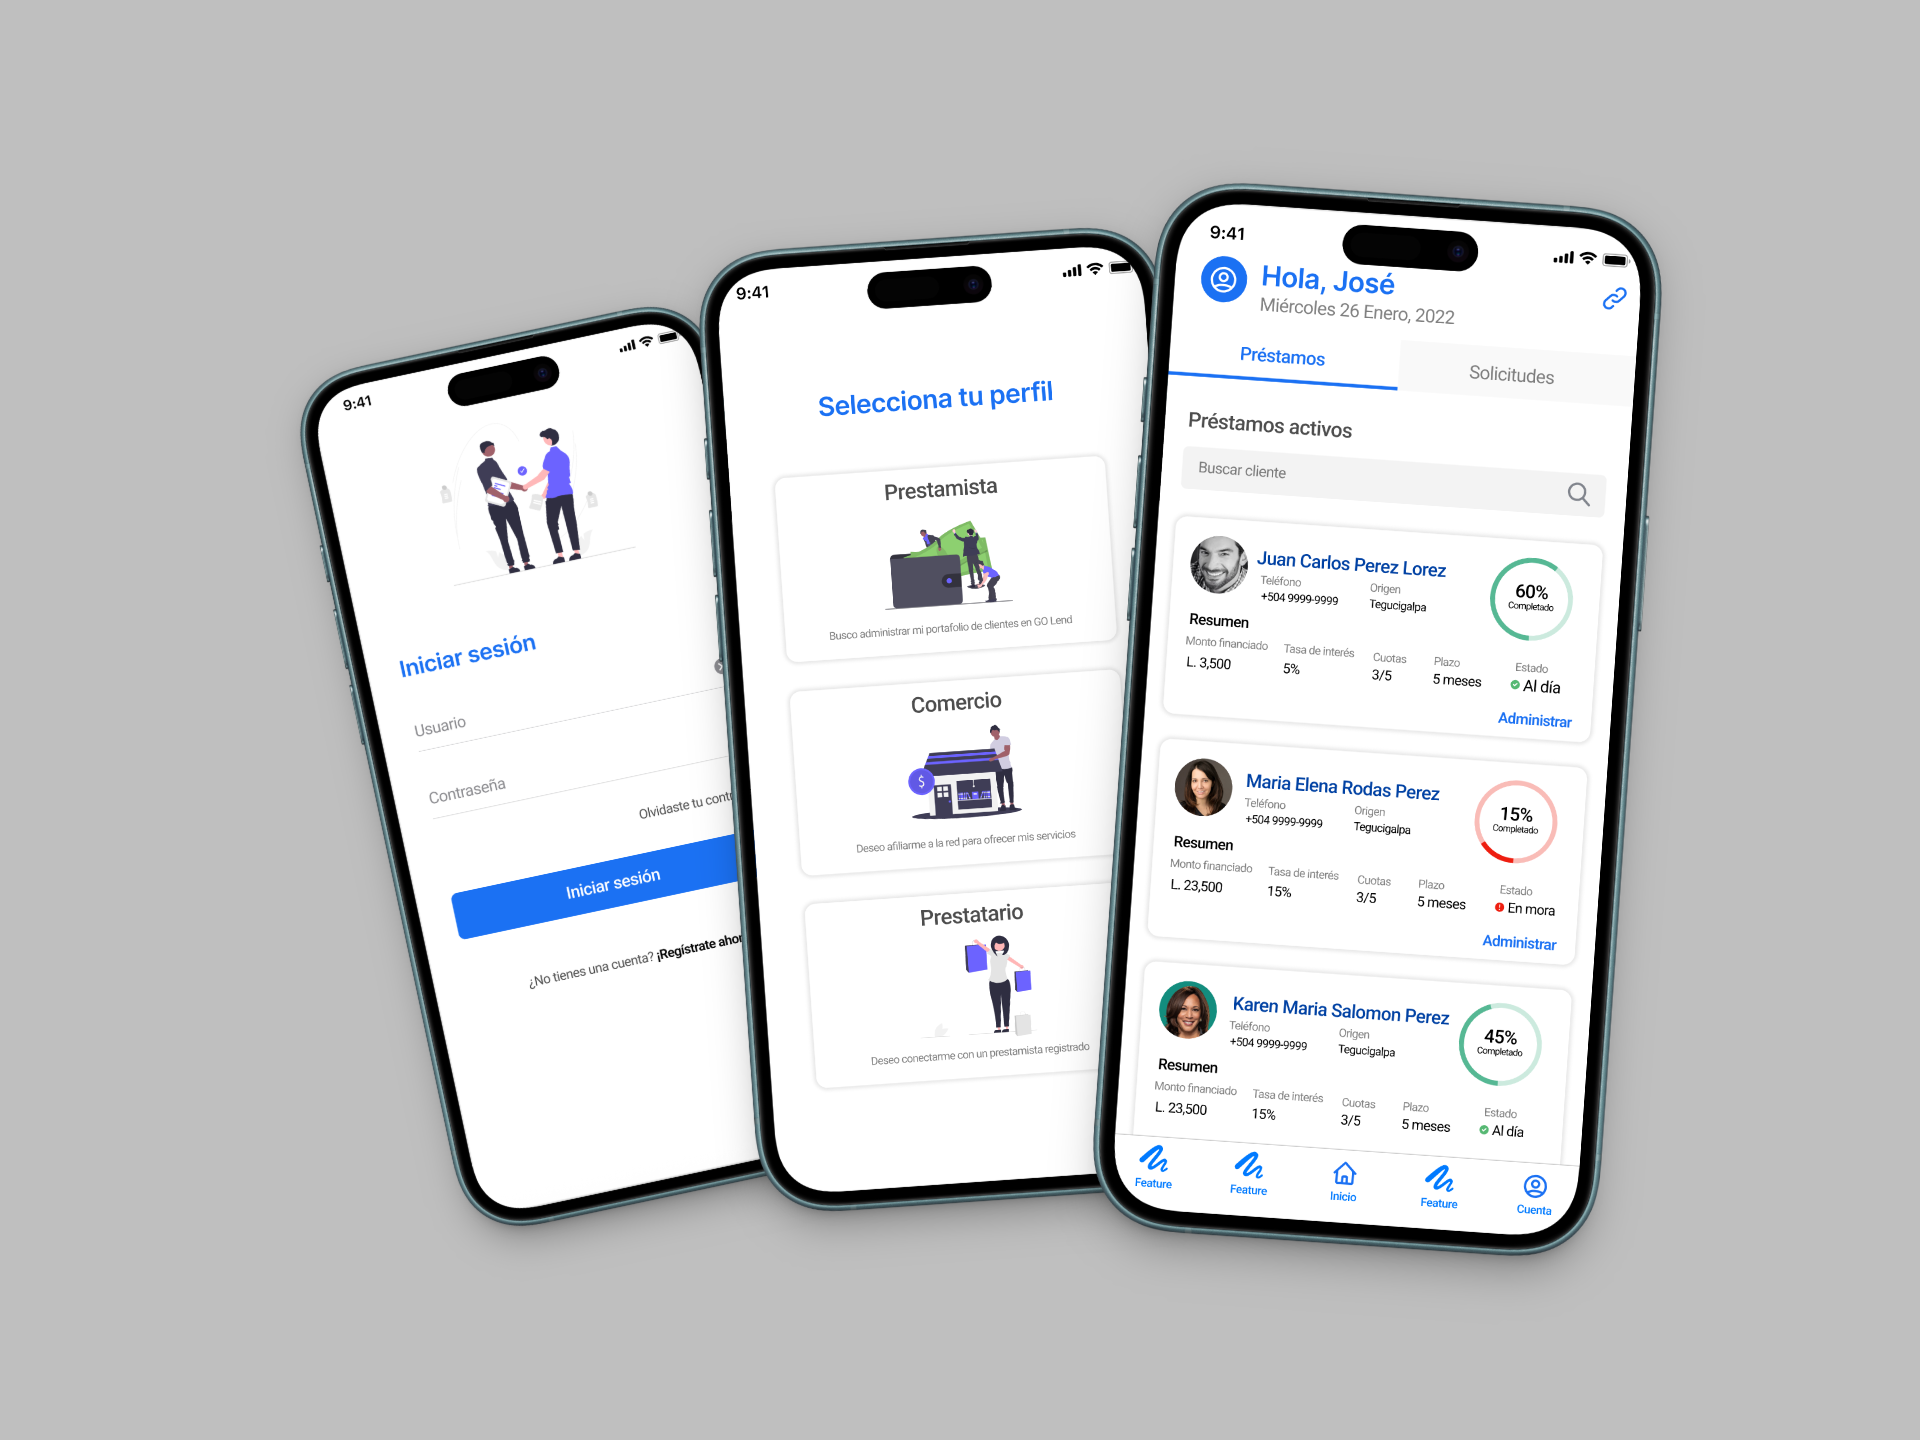 9:41
Iniciar sesión
Usuario
Contraseña
Olvidaste tu
Iniciar sesión
¿No tienes una cuenta? ¡Regístrate
9:41
Selecciona tu perfil
Prestamista
Busco administrar mi portafolio de clientes en GO Lend
Comercio
$
Deseo afiliarme a la red para ofrecer mis servicios
Prestatario
Deseo conectarme con un prestamista registrado
9:41
Hola, José
Miércoles 26 Enero, 2022
Préstamos Solicitudes
Préstamos activos
Buscar cliente
Juan Carlos Perez Lorez
Teléfono Origen
+504 9999-9999 Tegucigalpa
60%
Completado
Resumen
Monto financiado Tasa de interés Cuotas Plazo Estado
L. 3,500 5% 3/5 5 meses Al día
Administrar
Maria Elena Rodas Perez
Teléfono Origen
+504 9999-9999 Tegucigalpa
15%
Completado
Resumen
Monto financiado Tasa de interés Cuotas Plazo Estado
L. 23,500 15% 3/5 5 meses En mora
Administrar
Karen Maria Salomon Perez
Teléfono Origen
+504 9999-9999 Tegucigalpa
45%
Completado
Resumen
Monto financiado Tasa de interés Cuotas Plazo Estado
L. 23,500 15% 3/5 5 meses Al día
Feature Feature Inicio Feature Cuenta